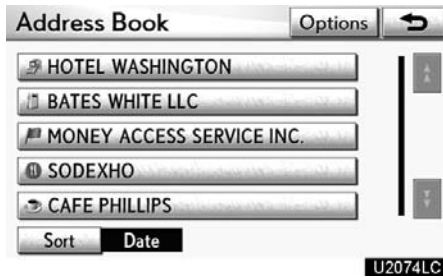 Address Book Options
HOTEL WASHINGTON
BATES WHITE LLC
MONEY ACCESS SERVICE INC.
SODEXHO
CAFE PHILLIPS
Sort Date
U2074LC